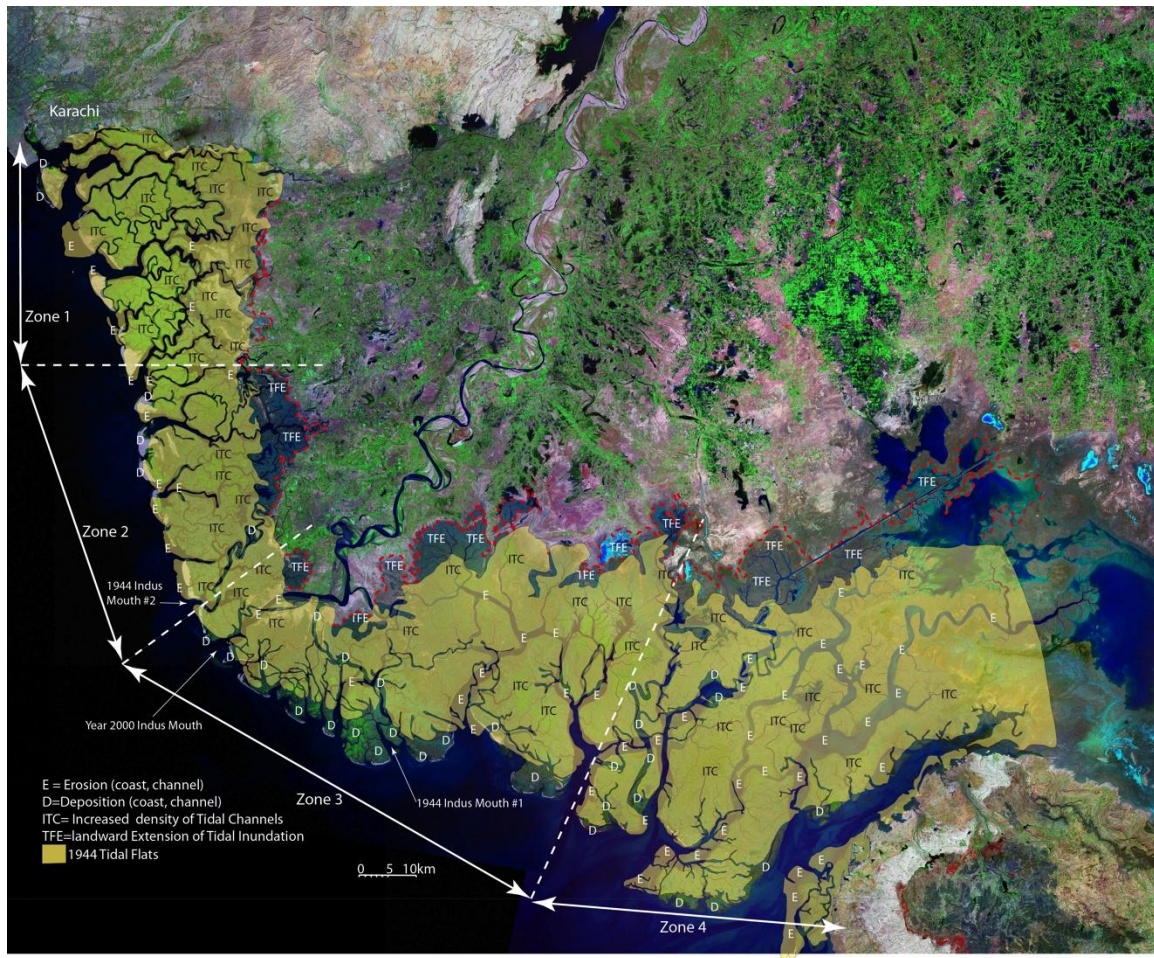 Karachi
Zone 1
Zone 2
1944 Indus
Mouth #2
Year 2000 Indus Mouth
Zone 3
1944 Indus Mouth #1
Zone 4
E = Erosion (coast, channel)
D=Deposition (coast, channel)
ITC= Increased density of Tidal Channels
TFE=landward Extension of Tidal Inundation
1944 Tidal Flats
0 5 10km
ITC
TFE
E
D